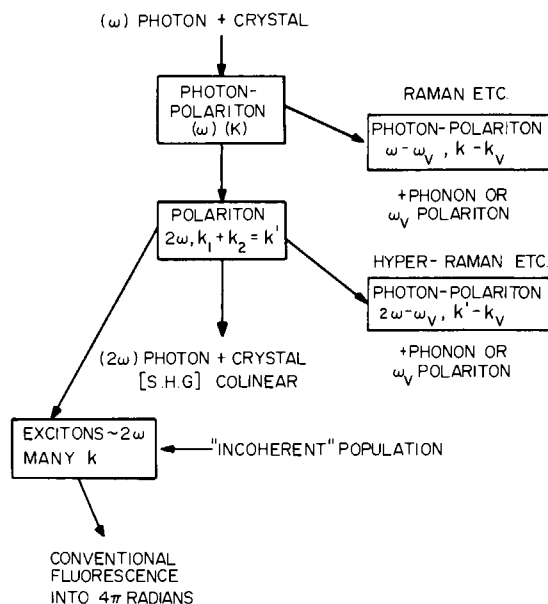 (ω) PHOTON + CRYSTAL
PHOTON-
POLARITON
(ω) (K)
RAMAN ETC.
PHOTON-POLARITON
ω-ω_V , k-k_V
+PHONON OR
ω_V POLARITON
POLARITON
2ω, k_1 + k_2 = k'
HYPER-RAMAN ETC.
PHOTON-POLARITON
2ω-ω_V, k'-k_V
+PHONON OR
ω_V POLARITON
(2ω) PHOTON + CRYSTAL
[S.H.G] COLINEAR
EXCITONS~2ω
MANY k
"INCOHERENT" POPULATION
CONVENTIONAL
FLUORESCENCE
INTO 4π RADIANS